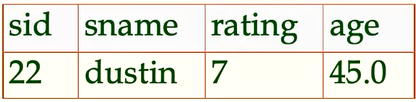 sid sname rating age
22 dustin 7 45.0